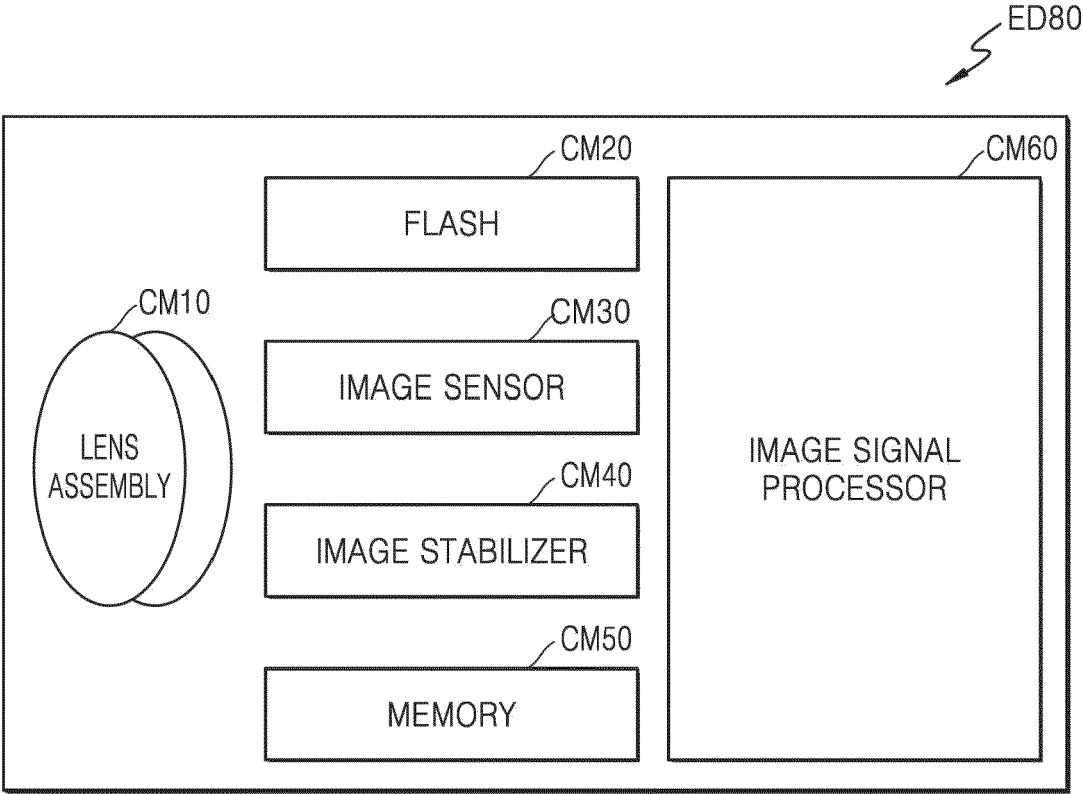 ED80
CM20
CM60
FLASH
CM10
CM30
IMAGE SENSOR
LENS
ASSEMBLY
IMAGE SIGNAL
PROCESSOR
CM40
IMAGE STABILIZER
CM50
MEMORY